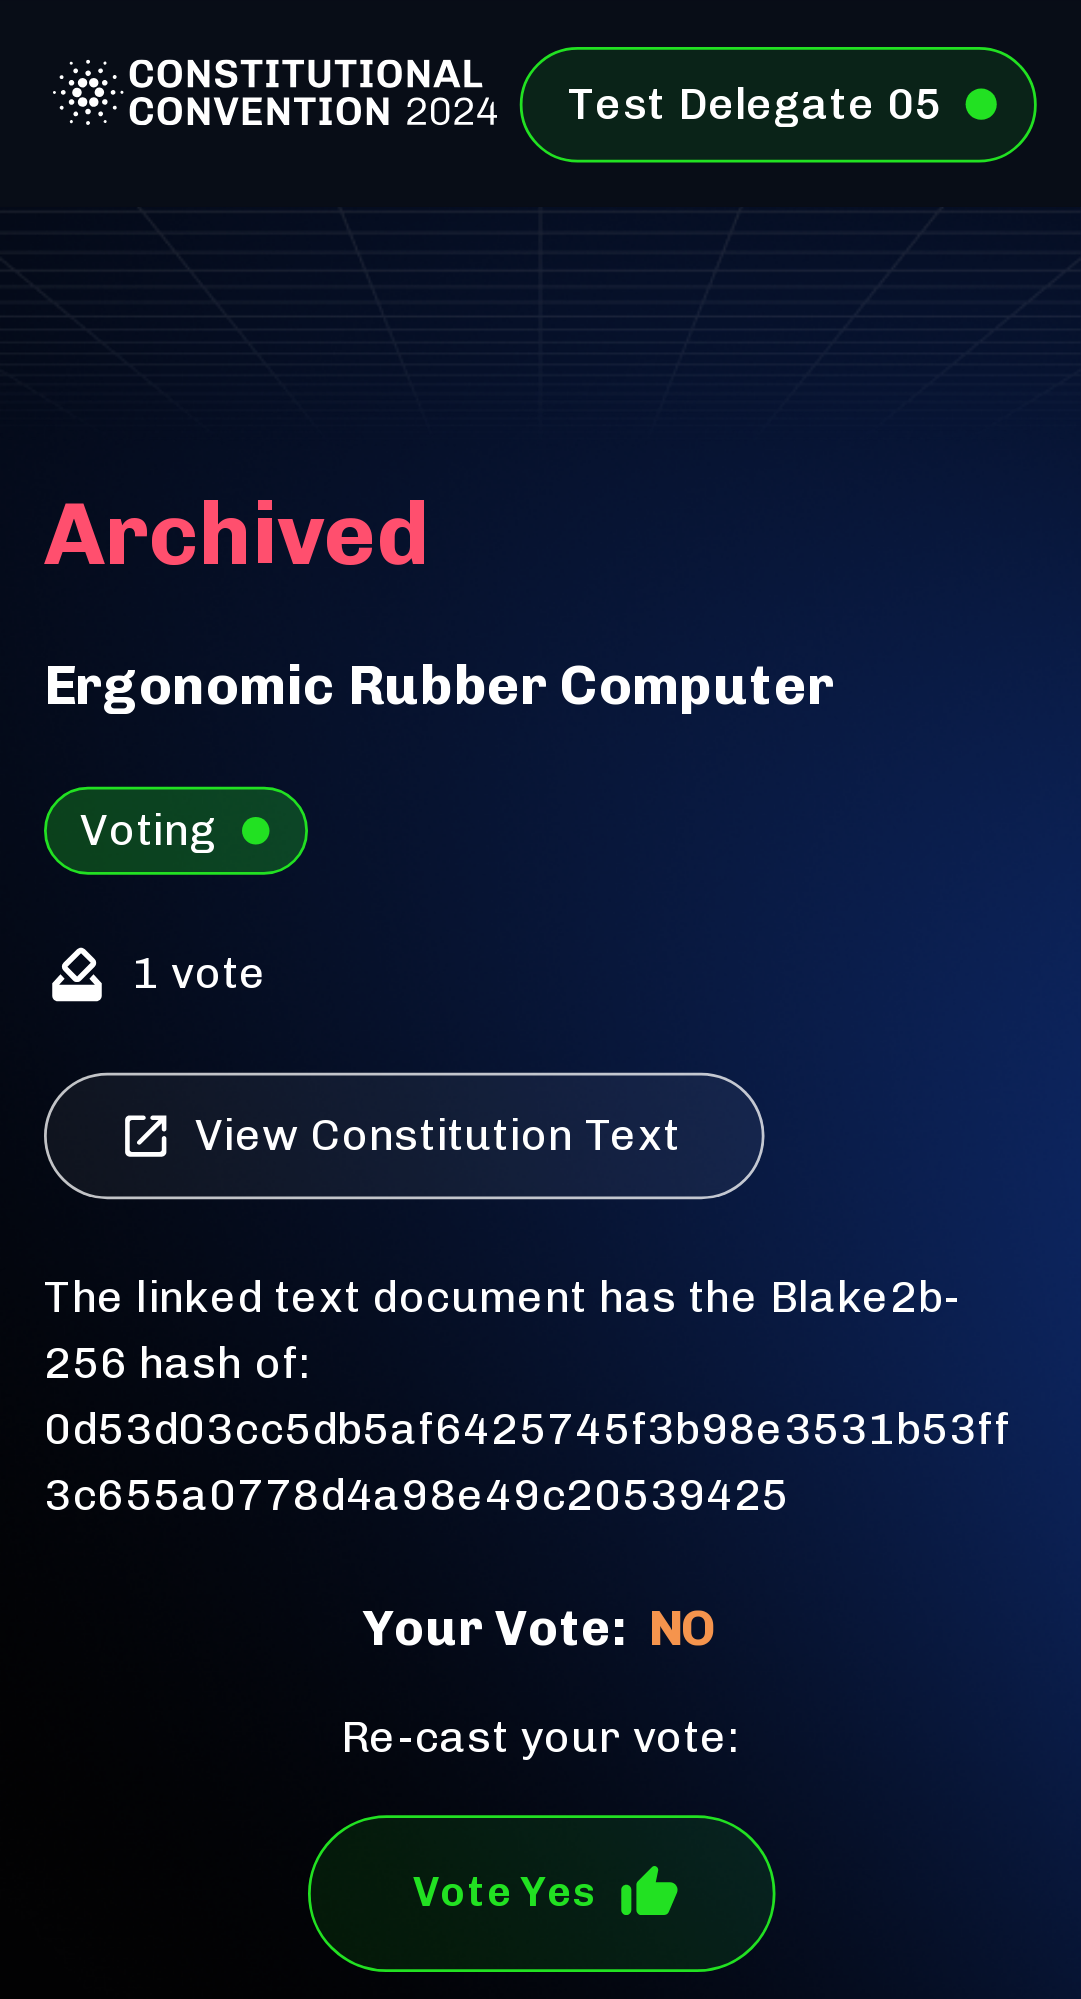 CONSTITUTIONAL
CONVENTION 2024
Test Delegate 05
Archived
Ergonomic Rubber Computer
Voting
1 vote
View Constitution Text
The linked text document has the Blake2b-
256 hash of:
0d53d03cc5db5af6425745f3b98e3531b53ff
3c655a0778d4a98e49c20539425
Your Vote: NO
Re-cast your vote:
Vote Yes